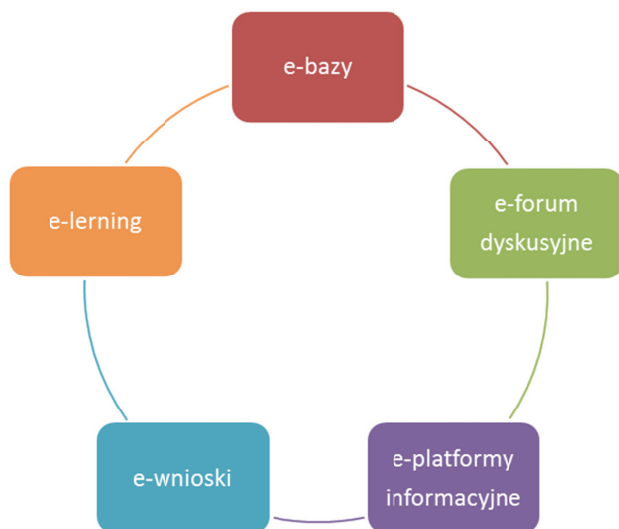 e-bazy
e-forum
dyskusyjne
e-platformy
informacyjne
e-wnioski
e-lerning